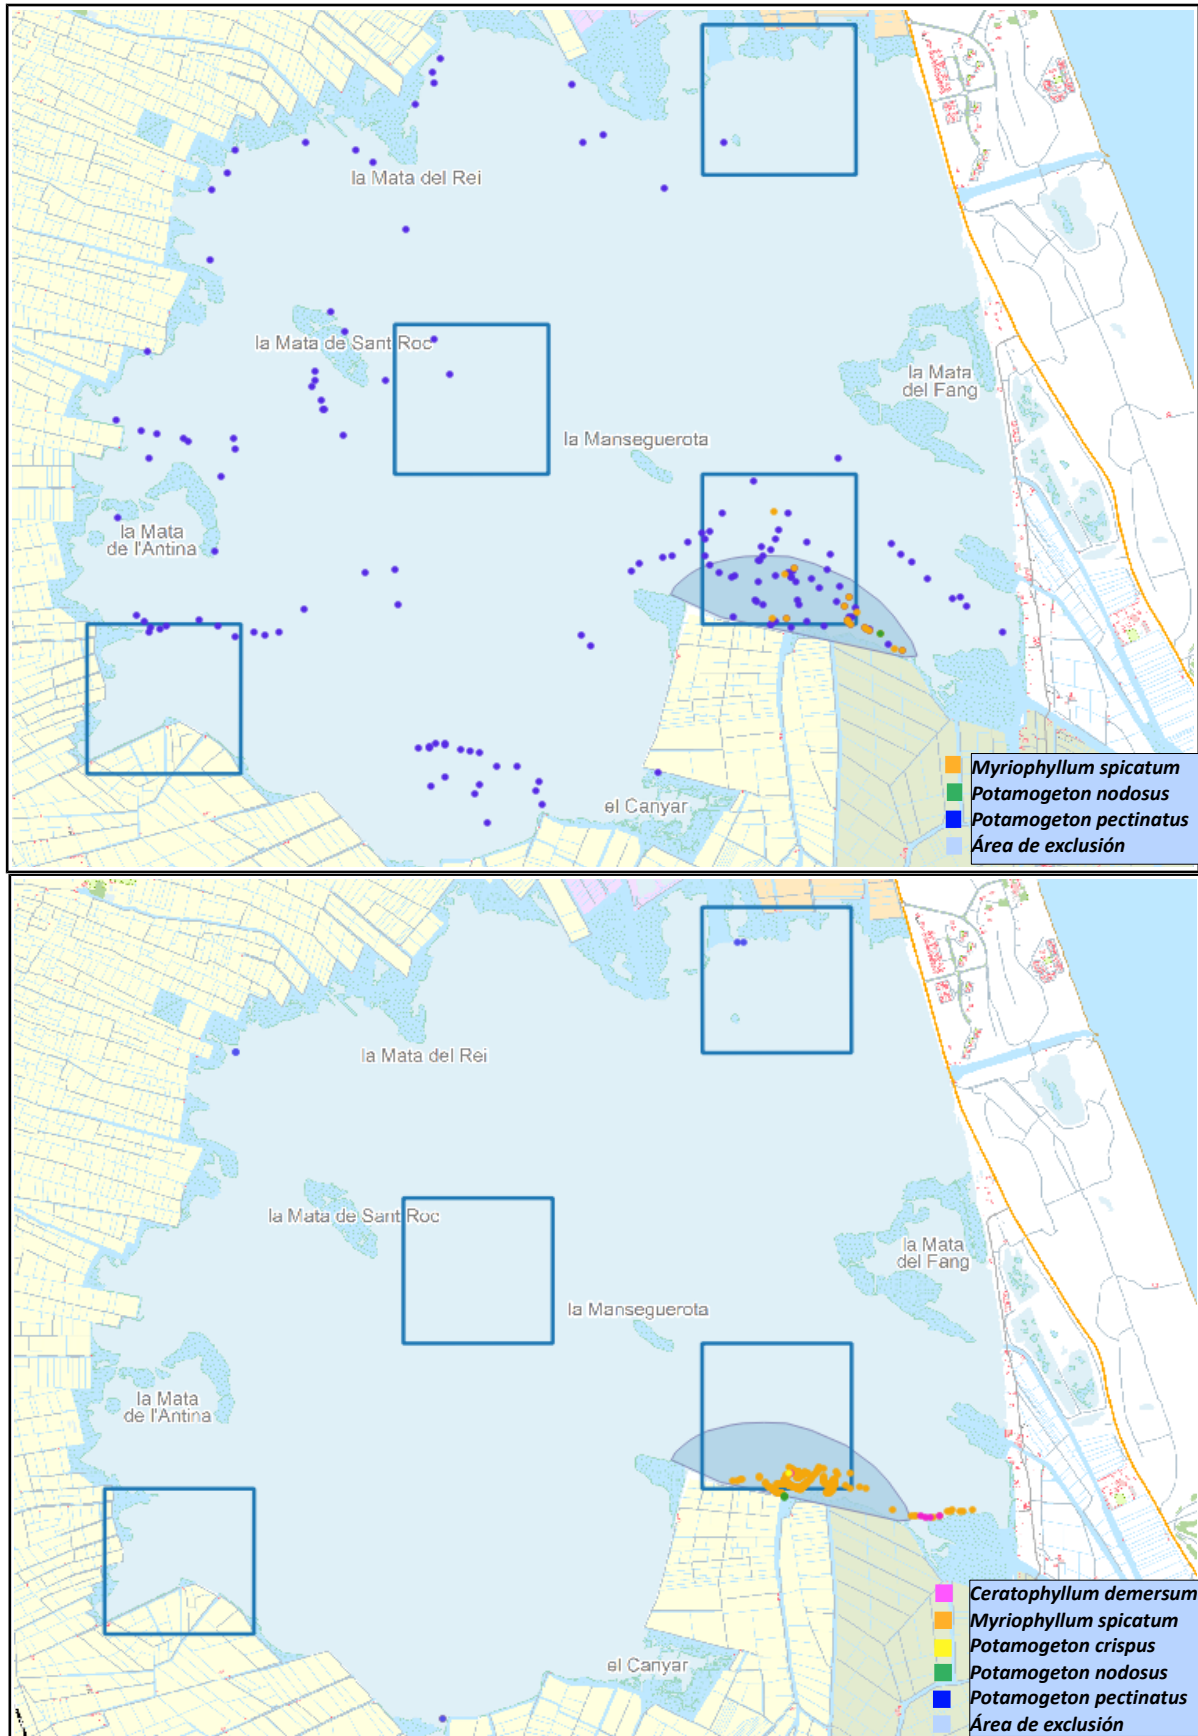 la Mata del Rei
la Mata de Sant Roc
la Mata
del Fang
la Manseguerota
la Mata
de l'Antina
el Canyar
Myriophyllum spicatum
Potamogeton nodosus
Potamogeton pectinatus
Área de exclusión
la Mata del Rei
la Mata de Sant Roc
la Mata
del Fang
la Manseguerota
la Mata
de l'Antina
el Canyar
Ceratophyllum demersum
Myriophyllum spicatum
Potamogeton crispus
Potamogeton nodosus
Potamogeton pectinatus
Área de exclusión